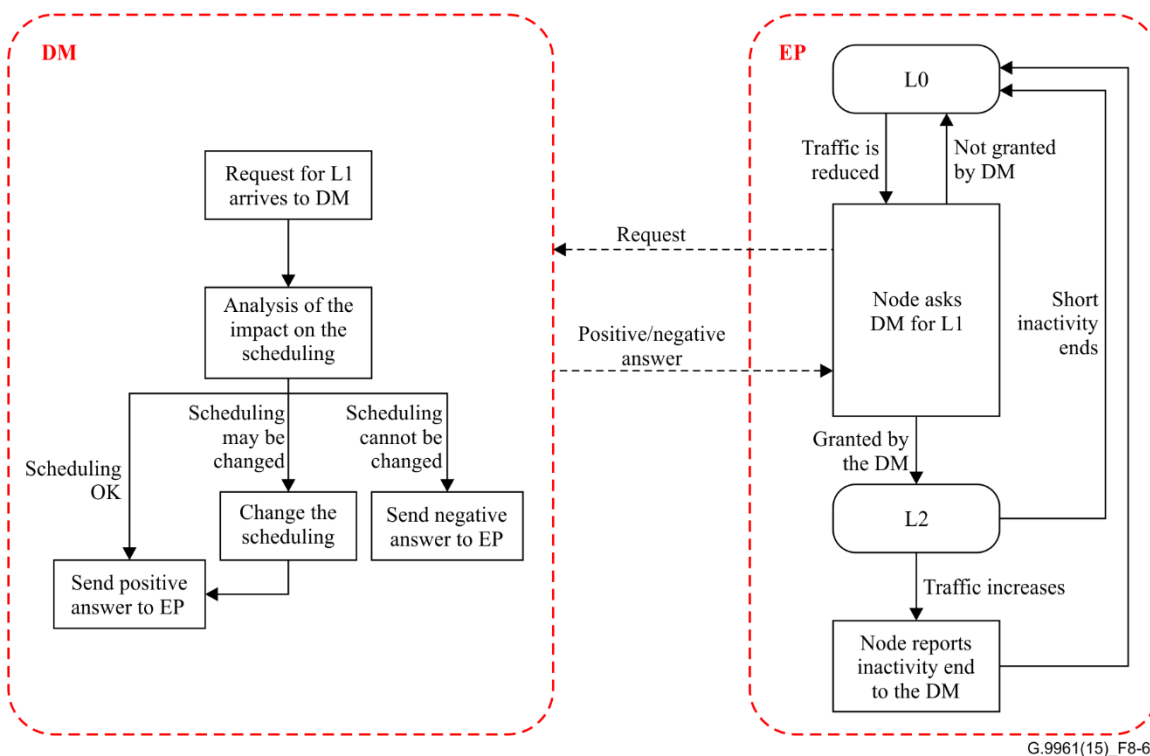 DM
Request for L1
arrives to DM
Analysis of the
impact on the
scheduling
Scheduling
OK
Scheduling
may be
changed
Scheduling
cannot be
changed
Change the
scheduling
Send negative
answer to EP
Send positive
answer to EP
Request
Positive/negative
answer
EP
L0
Traffic is
reduced
Not granted
by DM
Node asks
DM for L1
Short
inactivity
ends
Granted by
the DM
L2
Traffic increases
Node reports
inactivity end
to the DM
G.9961(15)_F8-6